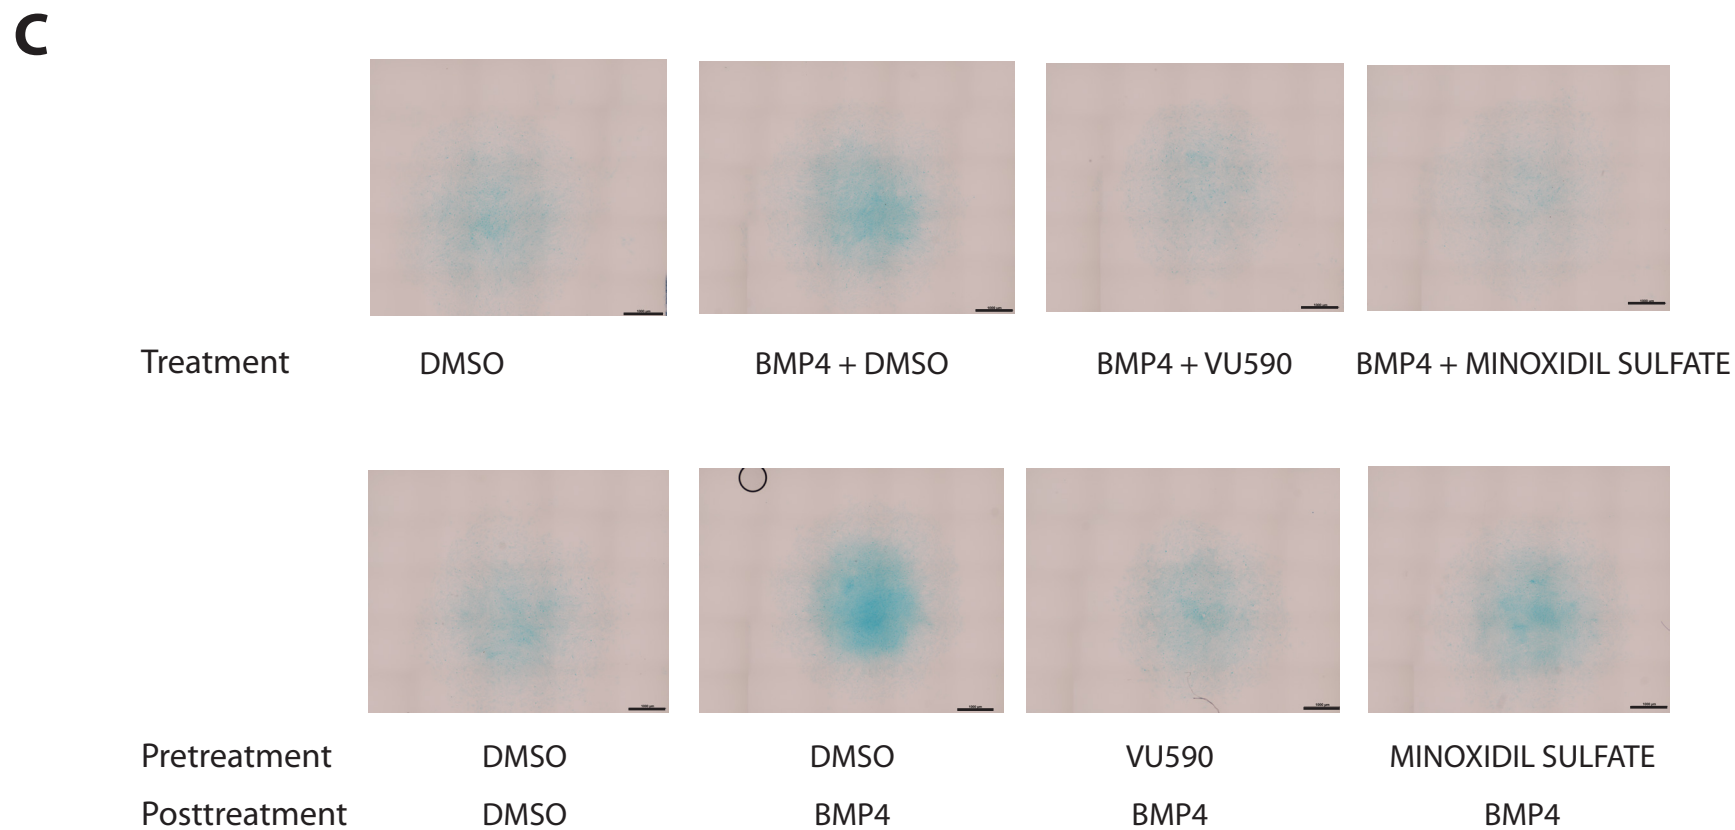 C
Treatment DMSO BMP4 + DMSO BMP4 + VU590 BMP4 + MINOXIDIL SULFATE
Pretreatment DMSO DMSO VU590 MINOXIDIL SULFATE
Posttreatment DMSO BMP4 BMP4 BMP4